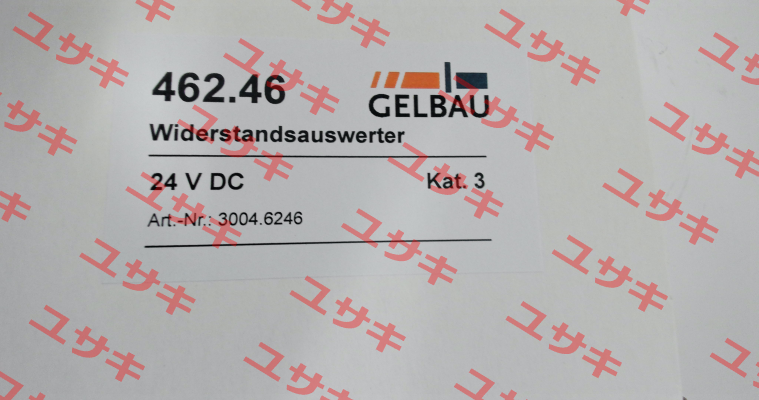 462.46
GELBAU
Widerstandsauswerter
24 V DC Kat. 3
Art.-Nr.: 3004.6246
ユサキ